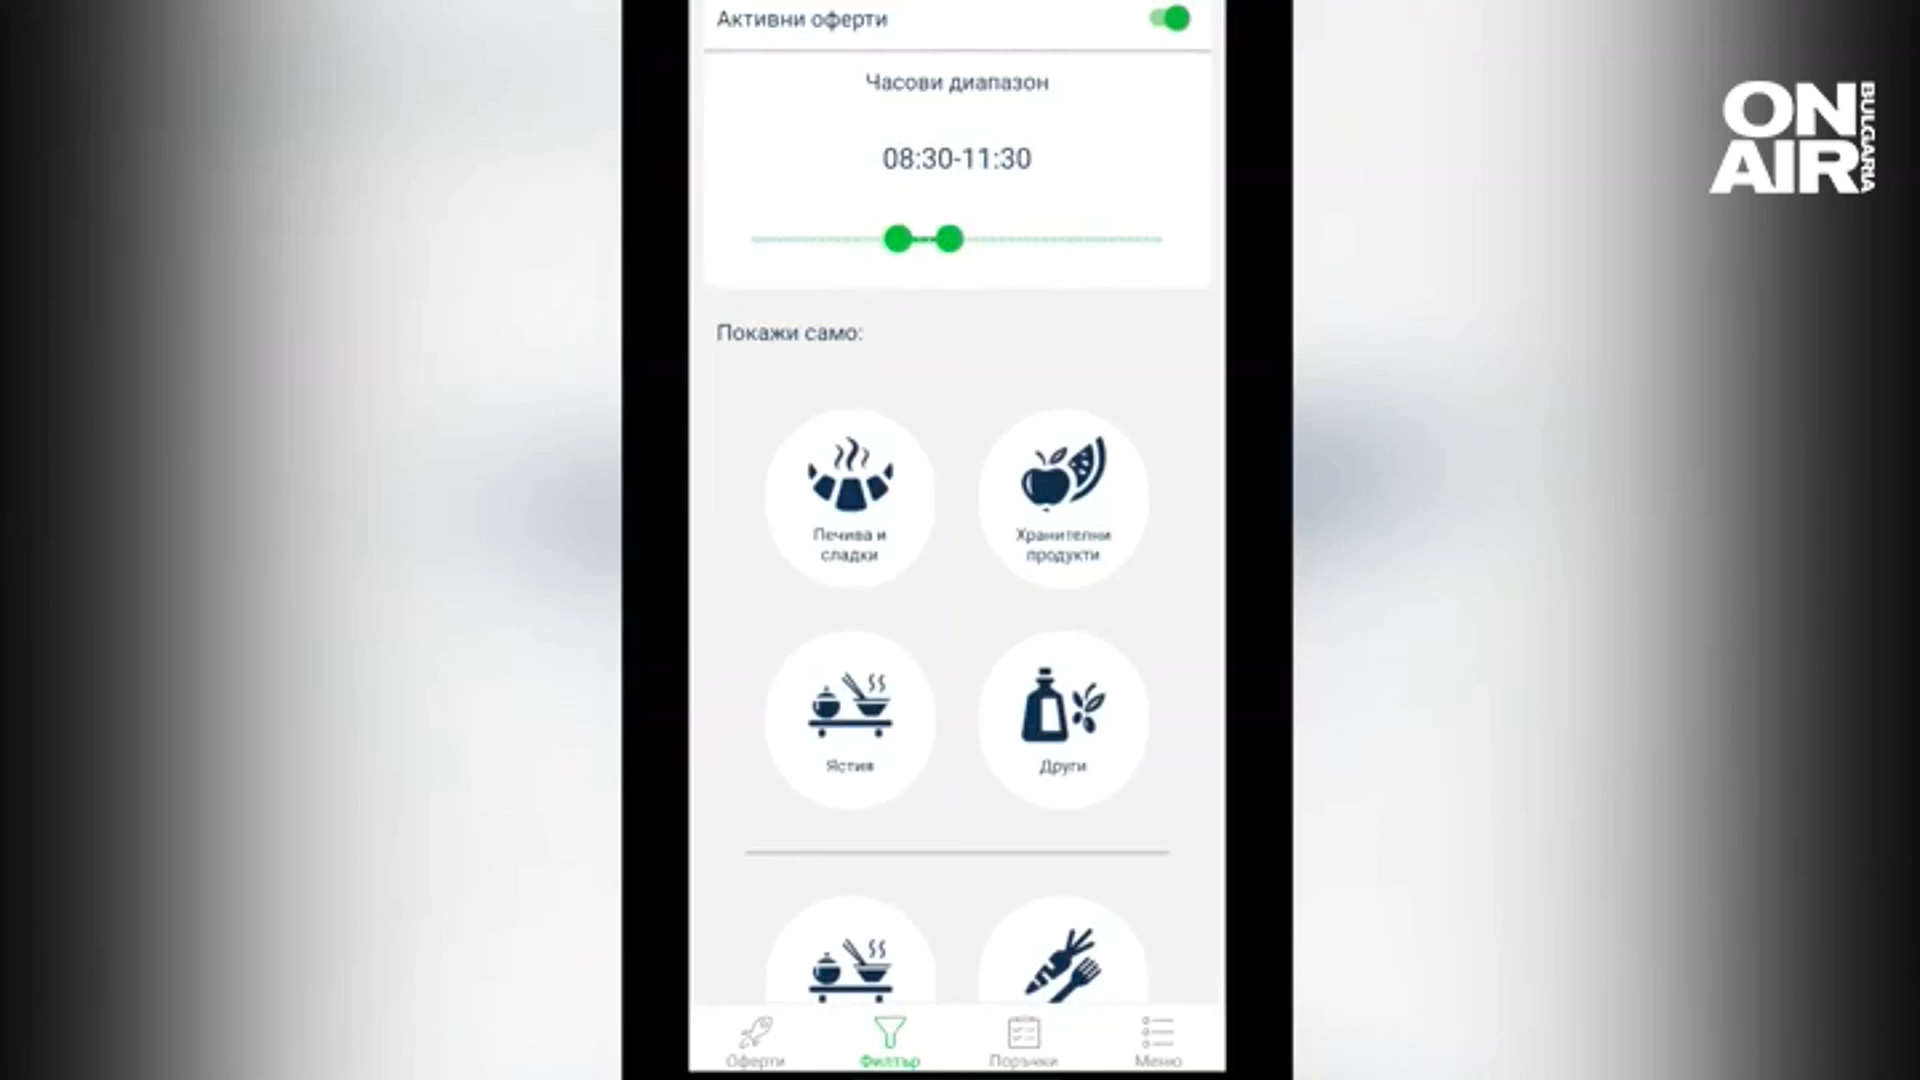 Активни оферти
Часови диапазон
08:30-11:30
Покажи само:
Печива и
сладки
Хранителни
продукти
Ястия
Други
Оферти
Филтър
Поръчки
Меню
ON
AIR
BULGARIA